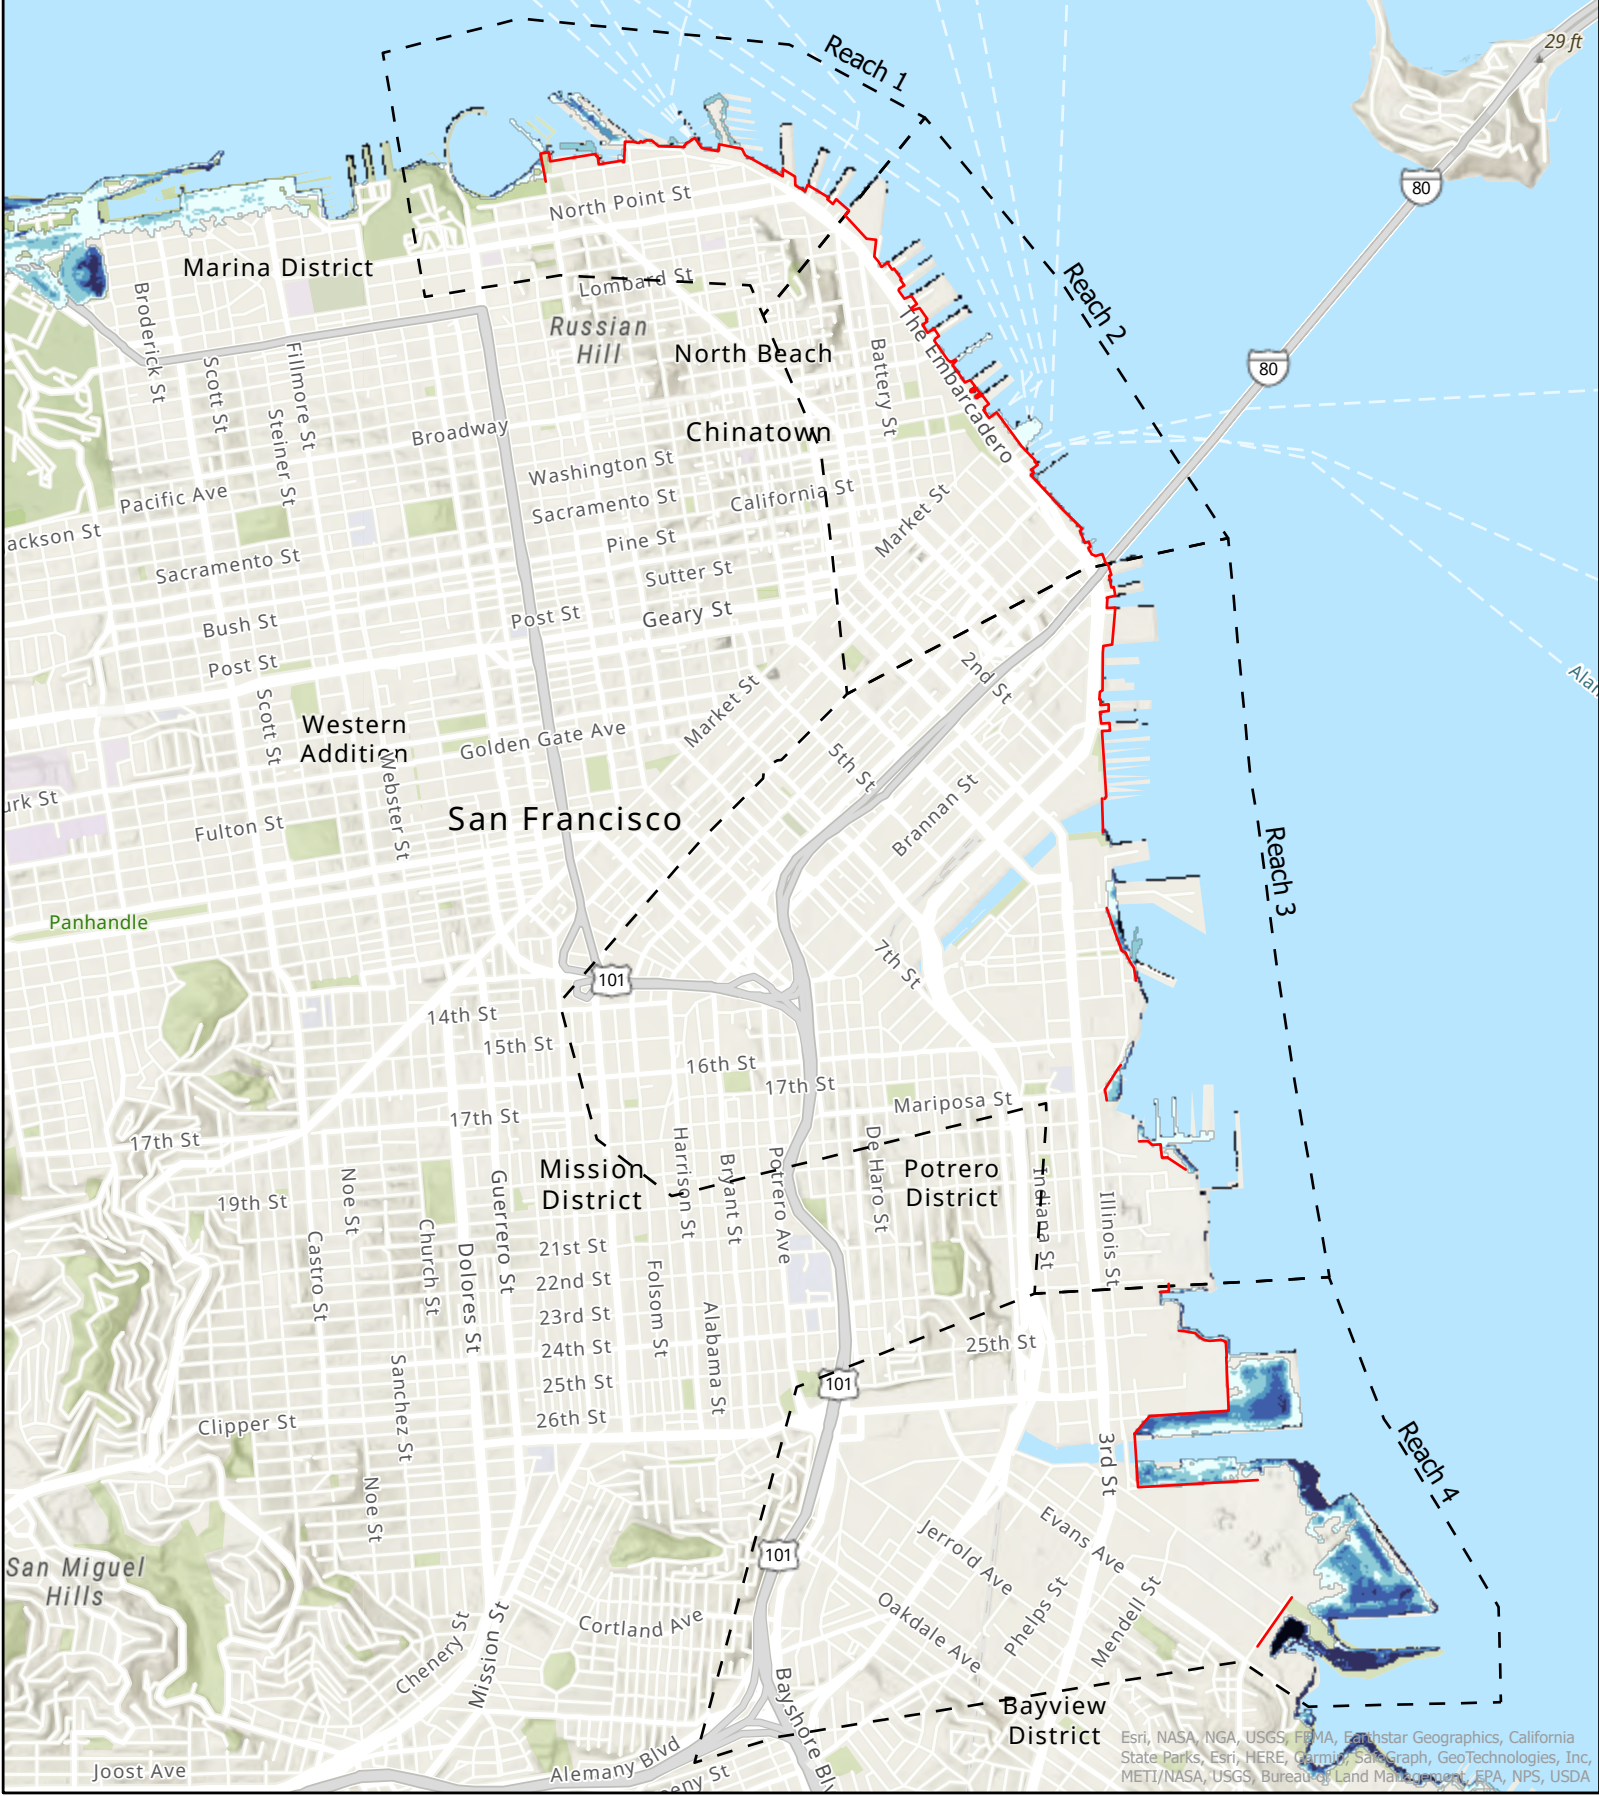 29 ft
Reach 1
80
North Point St
Marina District
Lombard St
Reach 2
Broderick St
Russian
Hill
The Embarcadero
North Beach
Battery St
80
Scott St
Fillmore St
Steiner St
Broadway
Chinatown
Washington St
Pacific Ave
Sacramento St
California St
Market St
ackson St
Pine St
Sacramento St
Sutter St
Geary St
Post St
Bush St
Post St
2nd St
Scott St
Market St
Western
Addition
Golden Gate Ave
5th St
Webster St
urk St
Fulton St
San Francisco
Brannan St
Reach 3
Panhandle
7th St
101
14th St
15th St
16th St
17th St
Mariposa St
17th St
17th St
Mission
District
Harrison St
Bryant St
Potrero Ave
De Haro St
Potrero
District
Indiana St
Illinois St
19th St
Noe St
Guerrero St
Castro St
Church St
Dolores St
21st St
22nd St
23rd St
24th St
25th St
26th St
Folsom St
Alabama St
25th St
101
Sanchez St
Clipper St
3rd St
Reach 4
Noe St
Evans Ave
Jerrold Ave
101
San Miguel
Hills
Cortland Ave
Oakdale Ave
Phelps St
Mendell St
Chenery St
Mission St
Bayshore Blv
Bayview
District
Joost Ave
Alemany Blvd
eny St
Esri, NASA, NGA, USGS, FEMA, Earthstar Geographics, California
State Parks, Esri, HERE, Garmin, SafeGraph, GeoTechnologies, Inc,
METI/NASA, USGS, Bureau of Land Management, EPA, NPS, USDA
Alan